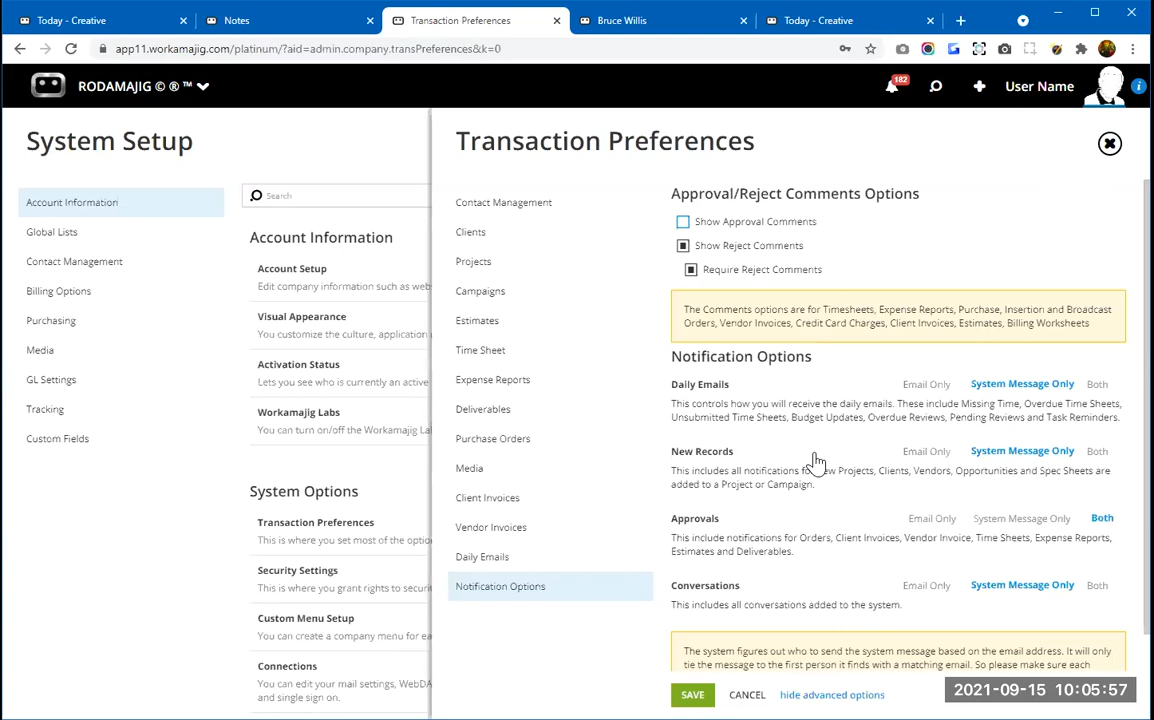 Today - Creative
Notes
Transaction Preferences
Bruce Willis
Today - Creative
app11.workamajig.com/platinum/?aid=admin.company.transPreferences&k=0
RODAMAJIG © ® ™
182
User Name
System Setup
Account Information
Global Lists
Contact Management
Billing Options
Purchasing
Media
GL Settings
Tracking
Custom Fields
Search
Account Information
Account Setup
Edit company information such as web
Visual Appearance
You customize the culture, application
Activation Status
Lets you see who is currently an active
Workamajig Labs
You can turn on/off the Workamajig Lab
System Options
Transaction Preferences
This is where you set most of the optio
Security Settings
This is where you grant rights to securit
Custom Menu Setup
You can create a company menu for ea
Connections
You can edit your mail settings, WebDA
and single sign on.
Transaction Preferences
Contact Management
Clients
Projects
Campaigns
Estimates
Time Sheet
Expense Reports
Deliverables
Purchase Orders
Media
Client Invoices
Vendor Invoices
Daily Emails
Notification Options
Approval/Reject Comments Options
Show Approval Comments
Show Reject Comments
Require Reject Comments
The Comments options are for Timesheets, Expense Reports, Purchase, Insertion and Broadcast
Orders, Vendor Invoices, Credit Card Charges, Client Invoices, Estimates, Billing Worksheets
Notification Options
Daily Emails Email Only System Message Only Both
This controls how you will receive the daily emails. These include Missing Time, Overdue Time Sheets,
Unsubmitted Time Sheets, Budget Updates, Overdue Reviews, Pending Reviews and Task Reminders.
New Records Email Only System Message Only Both
This includes all notifications Projects, Clients, Vendors, Opportunities and Spec Sheets are
added to a Project or Campaign.
Approvals Email Only System Message Only Both
This include notifications for Orders, Client Invoices, Vendor Invoice, Time Sheets, Expense Reports,
Estimates and Deliverables.
Conversations Email Only System Message Only Both
This includes all conversations added to the system.
The system figures out who to send the system message based on the email address. It will only
tie the message to the first person it finds with a matching email. So please make sure each
SAVE CANCEL hide advanced options
2021-09-15 10:05:57